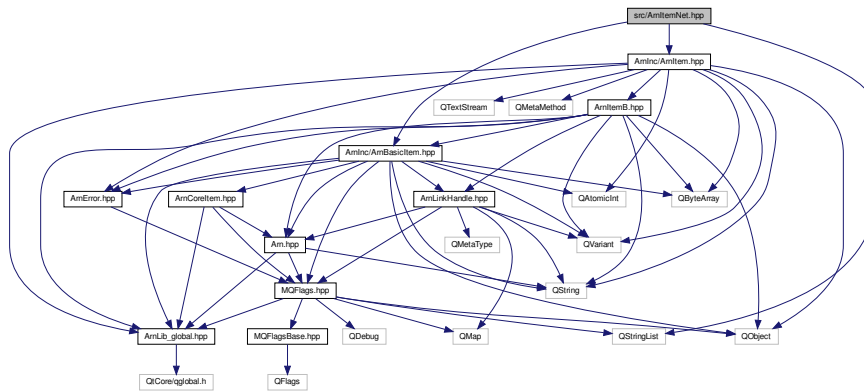 src/ArnItemNet.hpp
ArnInc/ArnItem.hpp
QTextStream
QMetaMethod
ArnItemB.hpp
ArnInc/ArnBasicItem.hpp
ArnError.hpp
ArnCoreItem.hpp
ArnLinkHandle.hpp
QAtomicInt
QByteArray
Arn.hpp
QMetaType
QVariant
MQFlags.hpp
QString
ArnLib_global.hpp
MQFlagsBase.hpp
QDebug
QMap
QStringList
QObject
QtCore/qglobal.h
QFlags